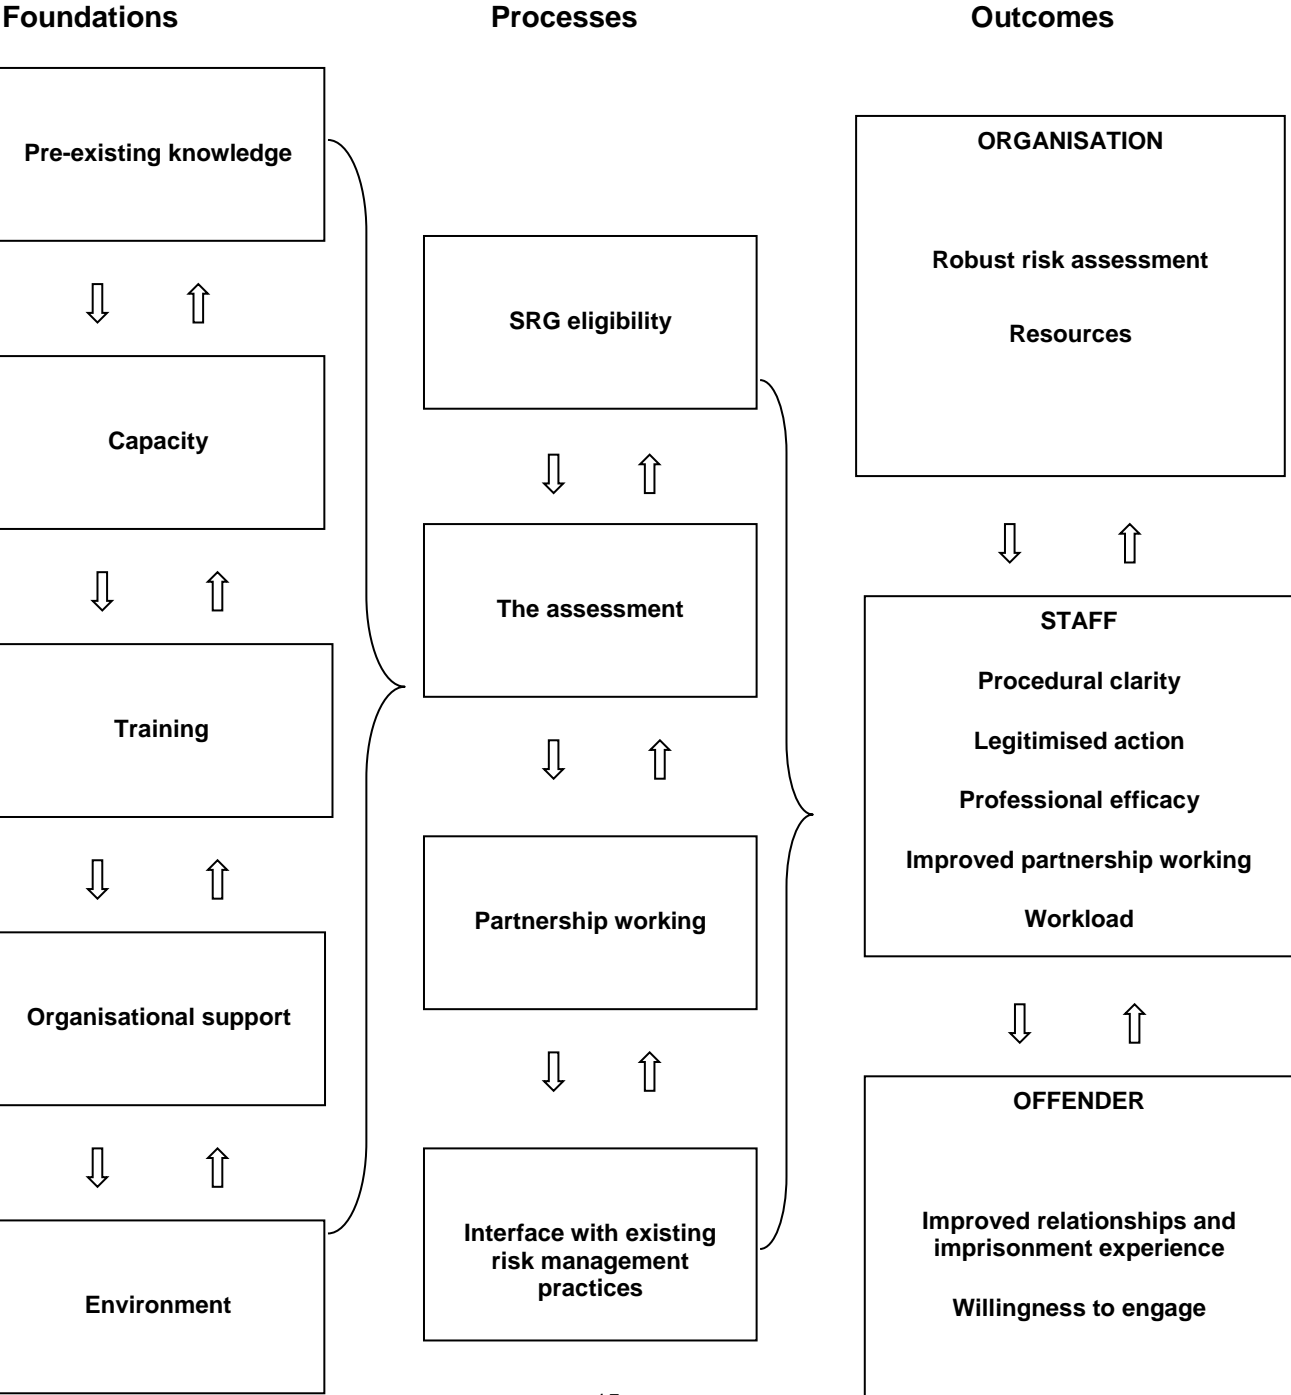 Foundations
Processes
Outcomes
Pre-existing knowledge
Capacity
Training
Organisational support
Environment
SRG eligibility
The assessment
Partnership working
Interface with existing
risk management
practices
ORGANISATION
Robust risk assessment
Resources
STAFF
Procedural clarity
Legitimised action
Professional efficacy
Improved partnership working
Workload
OFFENDER
Improved relationships and
imprisonment experience
Willingness to engage